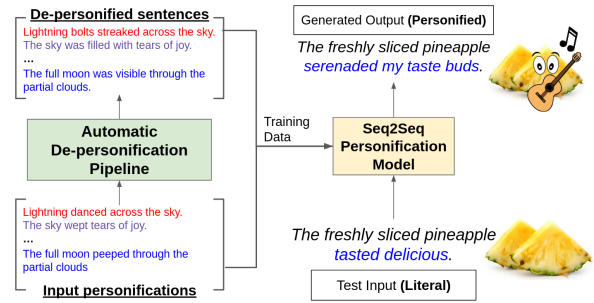 De-personified sentences
Lightning bolts streaked across the sky.
The sky was filled with tears of joy.
...
The full moon was visible through the
partial clouds.
Automatic
De-personification
Pipeline
Lightning danced across the sky.
The sky wept tears of joy.
...
The full moon peeped through the
partial clouds
Input personifications
Training
Data
Generated Output (Personified)
The freshly sliced pineapple
serenaded my taste buds.
Seq2Seq
Personification
Model
The freshly sliced pineapple
tasted delicious.
Test Input (Literal)